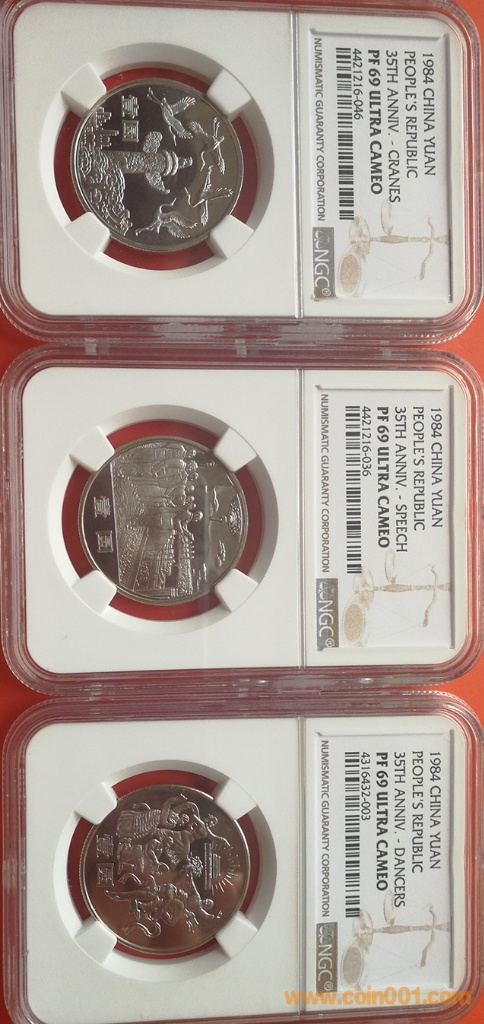 1984 CHINA YUAN
PEOPLE'S REPUBLIC
35TH ANNIV. - CRANES
PF 69 ULTRA CAMEO
4421216-046
NUMISMATIC GUARANTY CORPORATION
NGC®
壹圆
1984 CHINA YUAN
PEOPLE'S REPUBLIC
35TH ANNIV. - SPEECH
PF 69 ULTRA CAMEO
4421216-036
NUMISMATIC GUARANTY CORPORATION
NGC®
壹圆
1984 CHINA YUAN
PEOPLE'S REPUBLIC
35TH ANNIV. - DANCERS
PF 69 ULTRA CAMEO
4316432-003
NUMISMATIC GUARANTY CORPORATION
NGC
壹圆
www.coin001.com